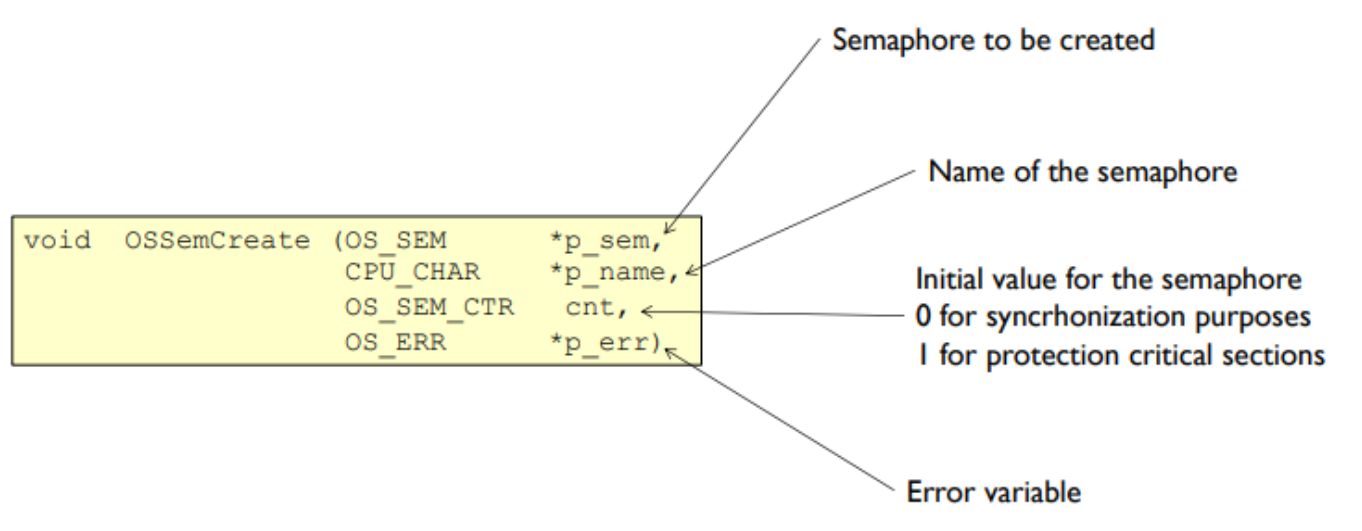 Semaphore to be created
Name of the semaphore
void OSSemCreate (OS_SEM *p_sem,
CPU_CHAR *p_name,
OS_SEM_CTR cnt,
OS_ERR *p_err)
Initial value for the semaphore
0 for syncrhonization purposes
1 for protection critical sections
Error variable